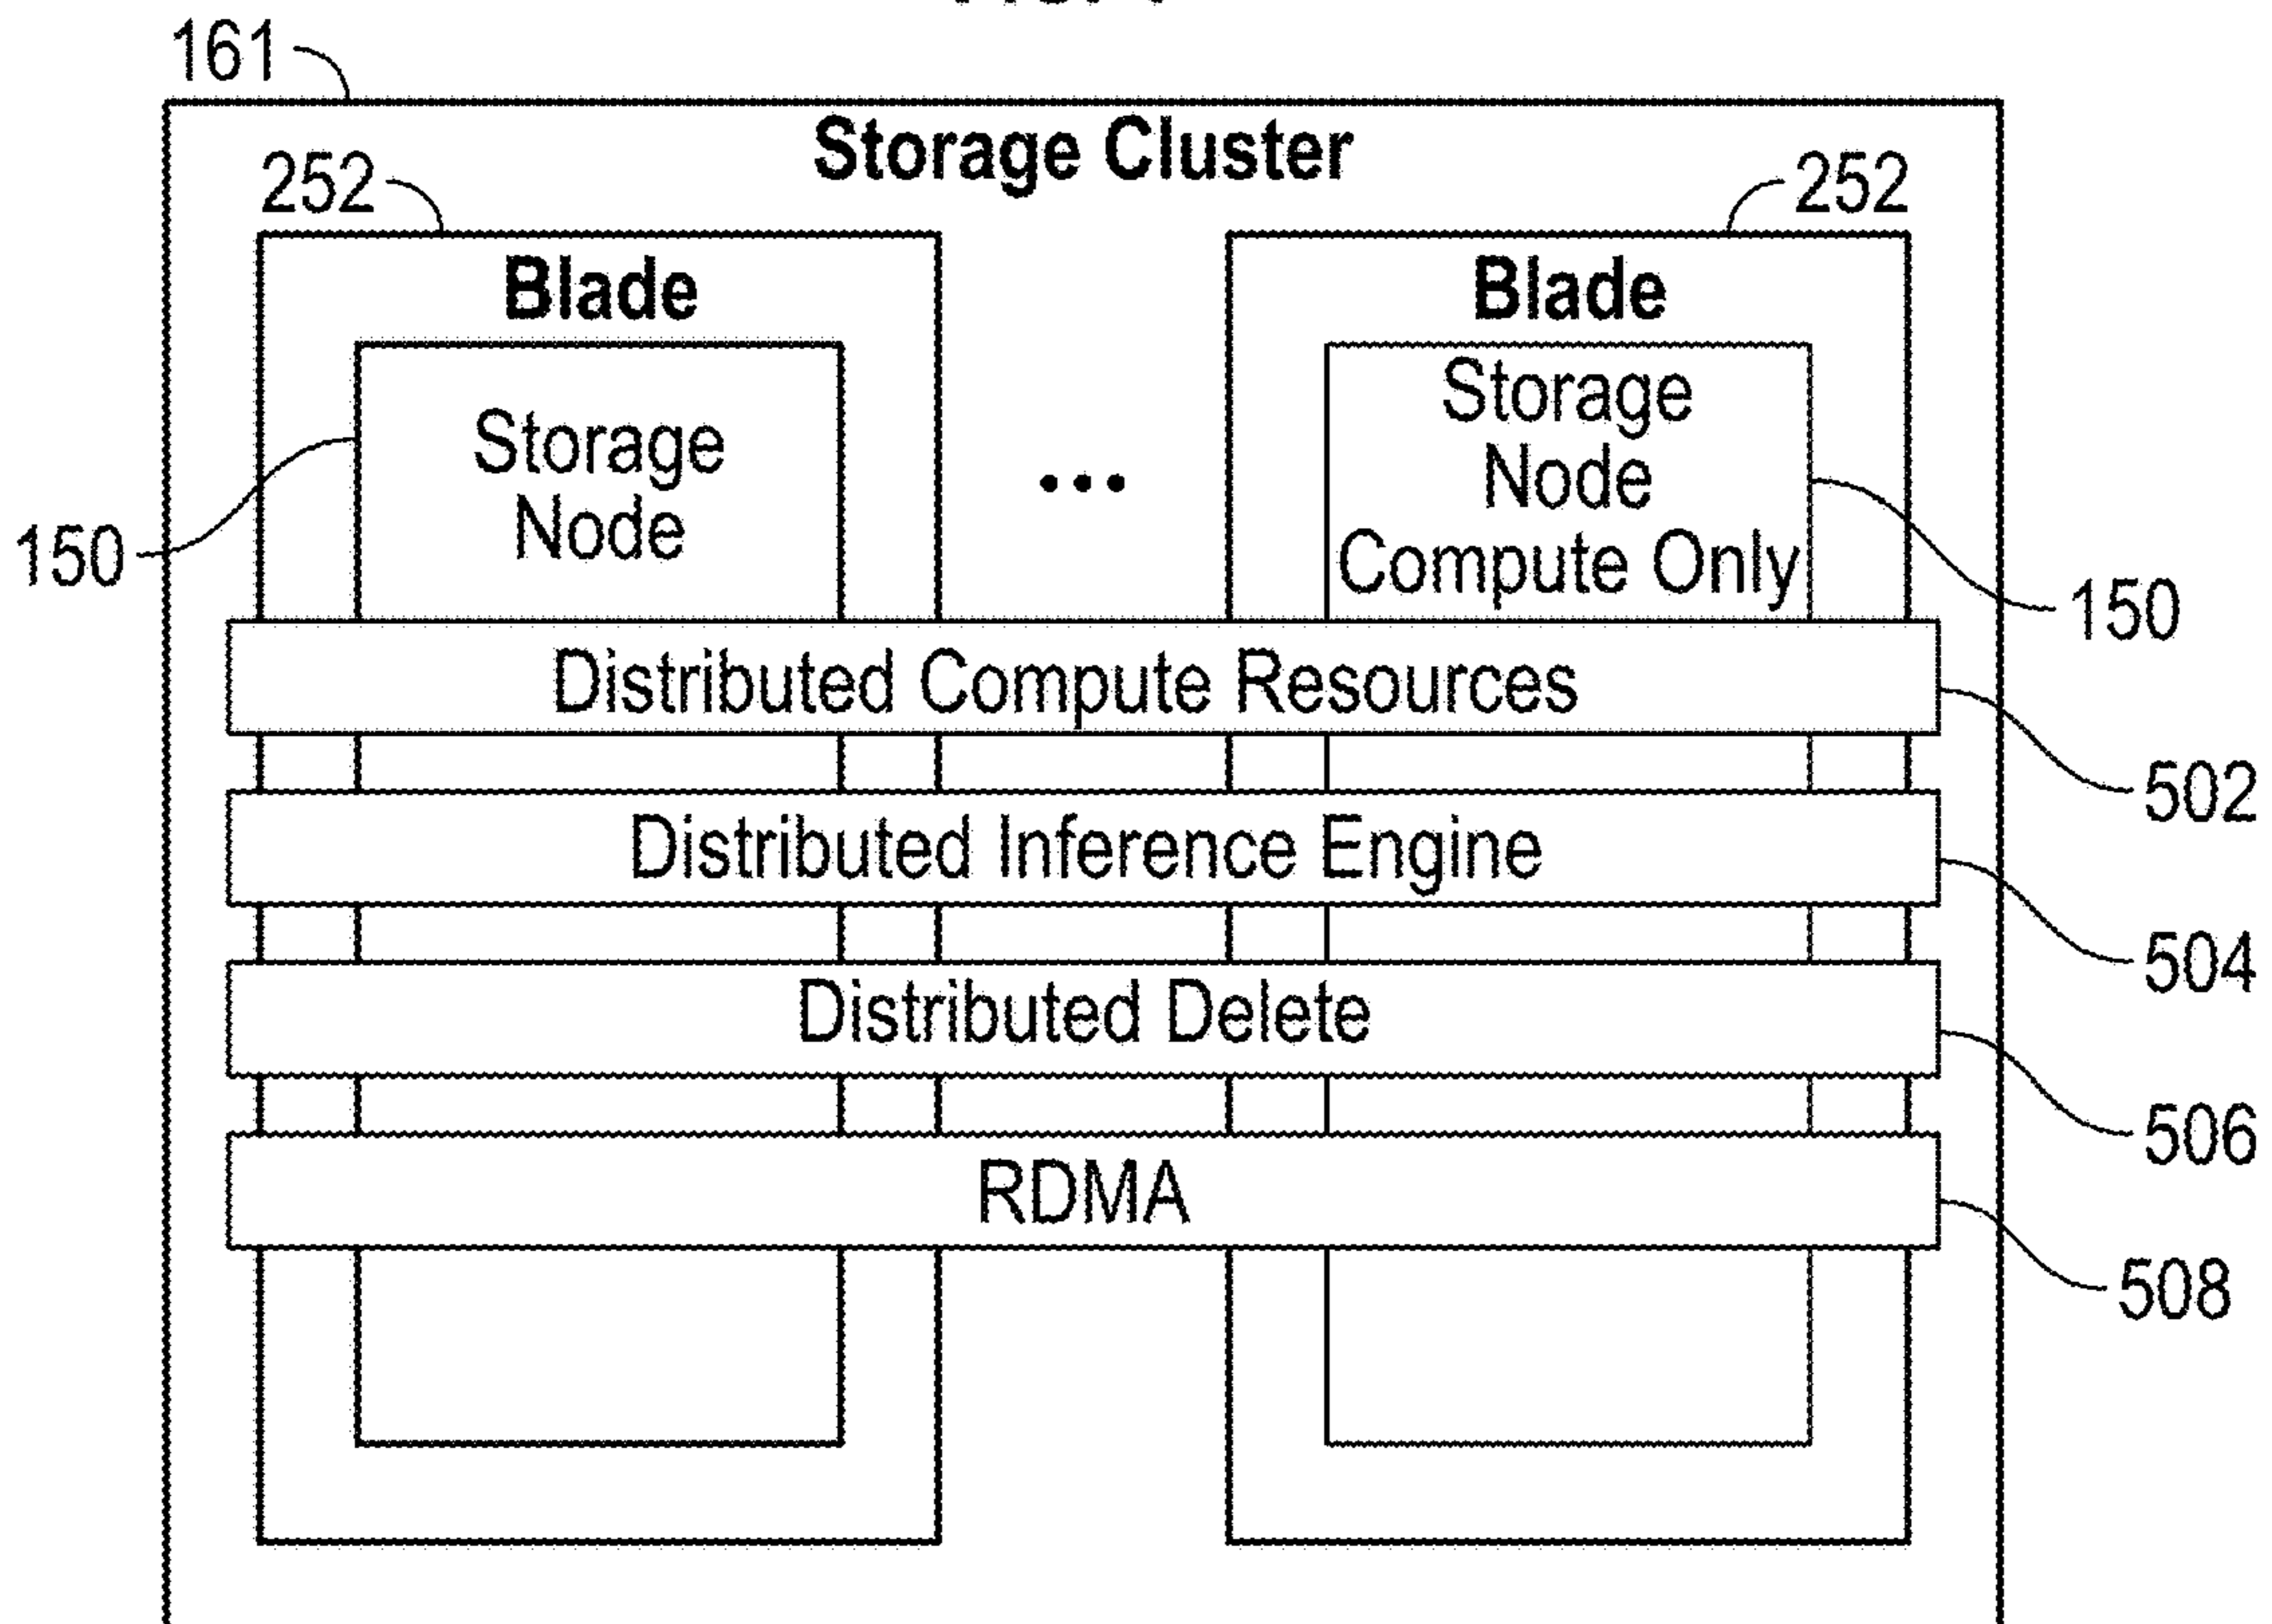 161
Storage Cluster
252
252
Blade
Blade
Storage
Node
Storage
Node
Compute Only
...
150
150
Distributed Compute Resources
502
Distributed Inference Engine
504
Distributed Delete
506
RDMA
508